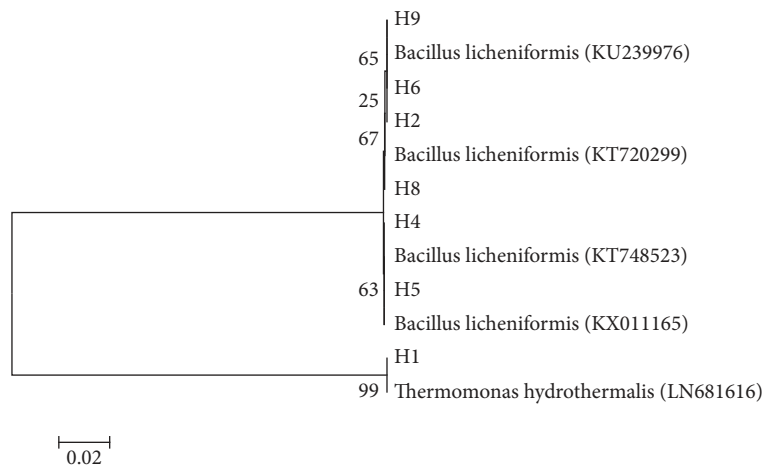 H9
65
Bacillus licheniformis (KU239976)
H6
25
H2
67
Bacillus licheniformis (KT720299)
H8
H4
Bacillus licheniformis (KT748523)
63
H5
Bacillus licheniformis (KX011165)
H1
99
Thermomonas hydrothermalis (LN681616)
0.02